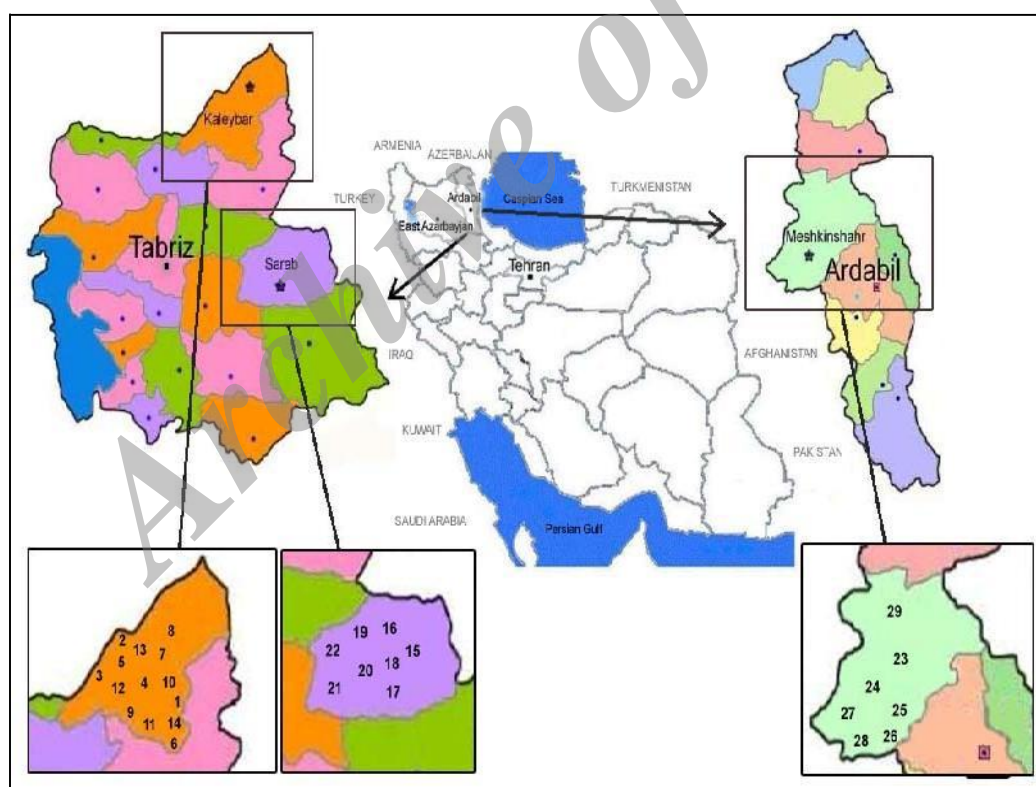 Archive of
Kaleybar
ARMENIA
AZERBAIJAN
TURKEY
Ardabil
Caspian Sea
TURKMENISTAN
East Azarbayjan
Tabriz
Sarab
Tehran
Meshkinshahr
Ardabil
IRAQ
AFGHANISTAN
KUWAIT
PAKISTAN
SAUDI ARABIA
Persian Gulf
2 13 8
5 7
3 12 4 10
1
9 11 14
6
19 16
22 18 15
20
21 17
29
23
24
27 25
28 26